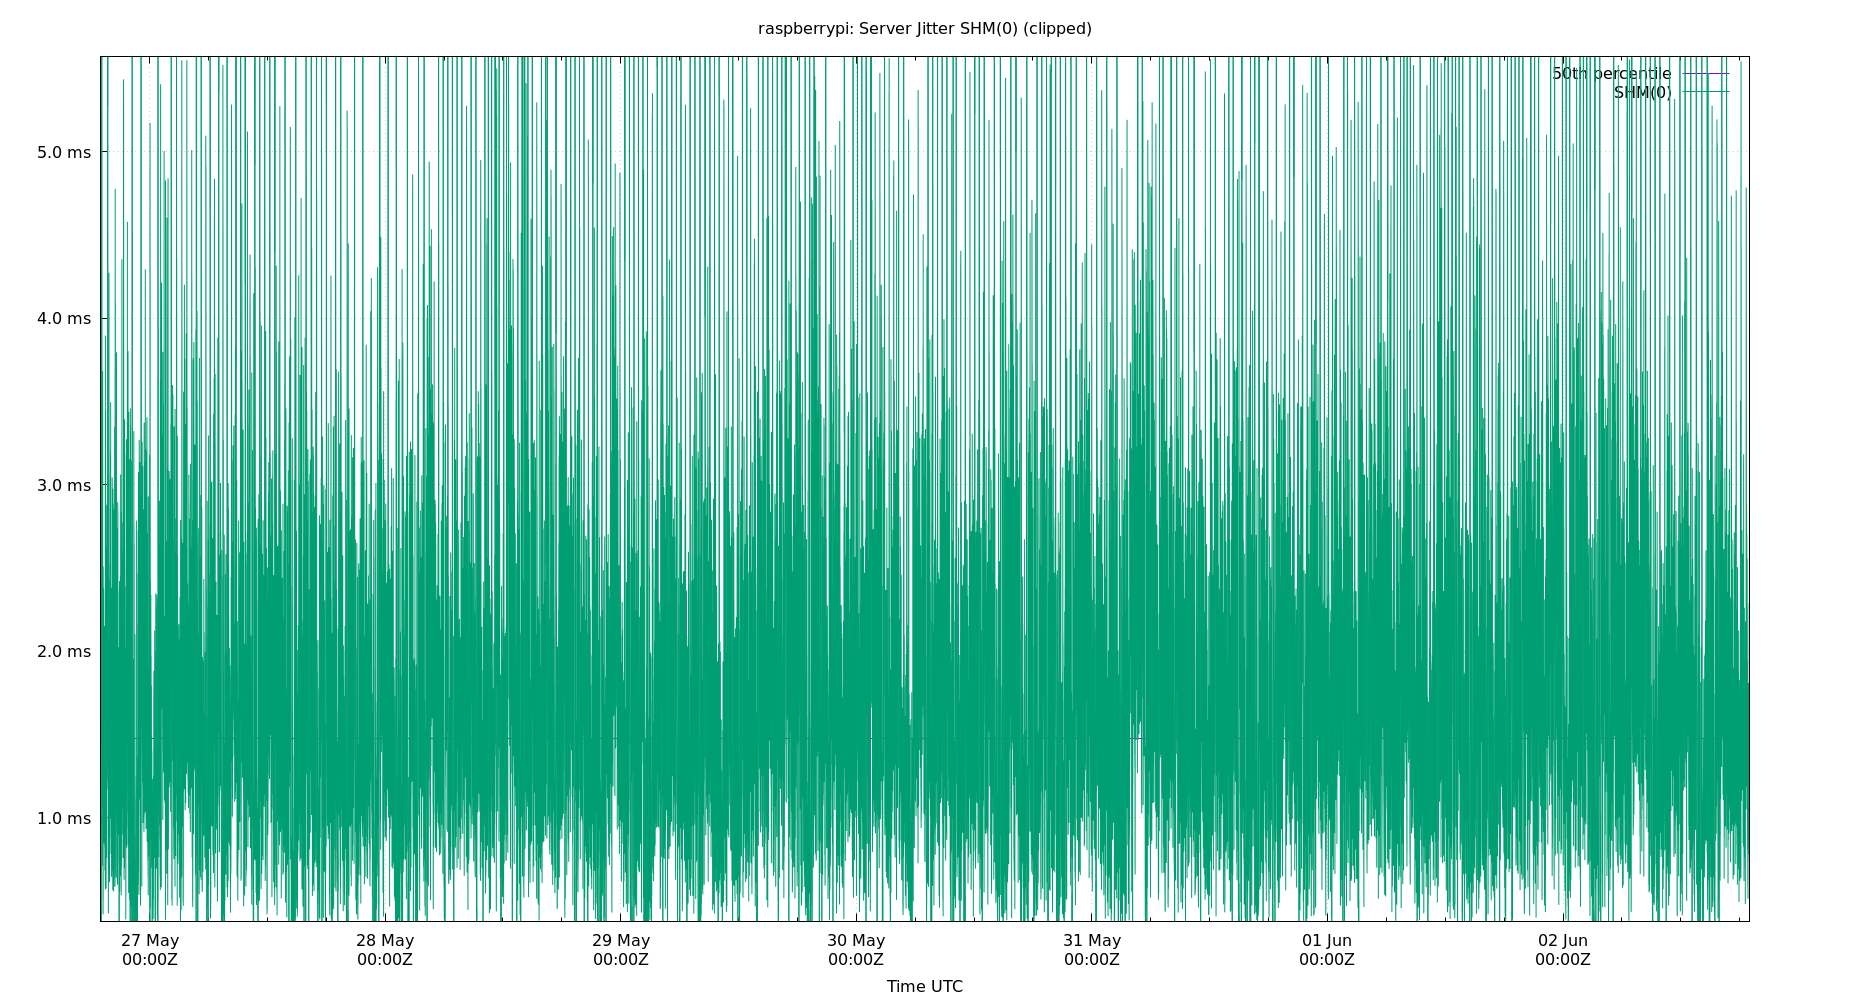 raspberrypi: Server Jitter SHM(0) (clipped)
50th percentile
SHM(0)
5.0 ms
4.0 ms
3.0 ms
2.0 ms
1.0 ms
27 May 28 May 29 May 30 May 31 May 01 Jun 02 Jun
00:00Z 00:00Z 00:00Z 00:00Z 00:00Z 00:00Z 00:00Z
Time UTC